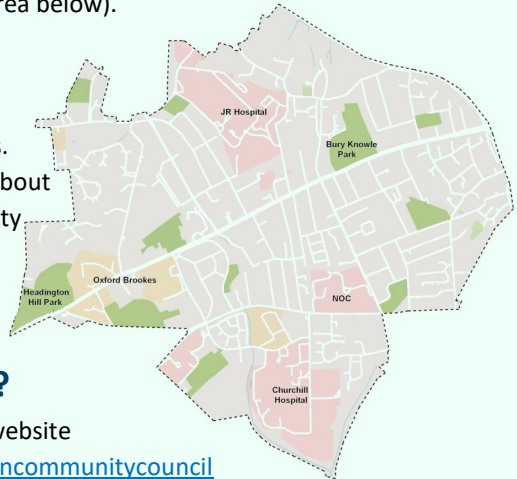 rea below).
JR Hospital
Bury Knowle
Park
s.
bout
ty
Oxford Brookes
Headington
Hill Park
NOC
Churchill
Hospital
?
website
ncommunitycouncil